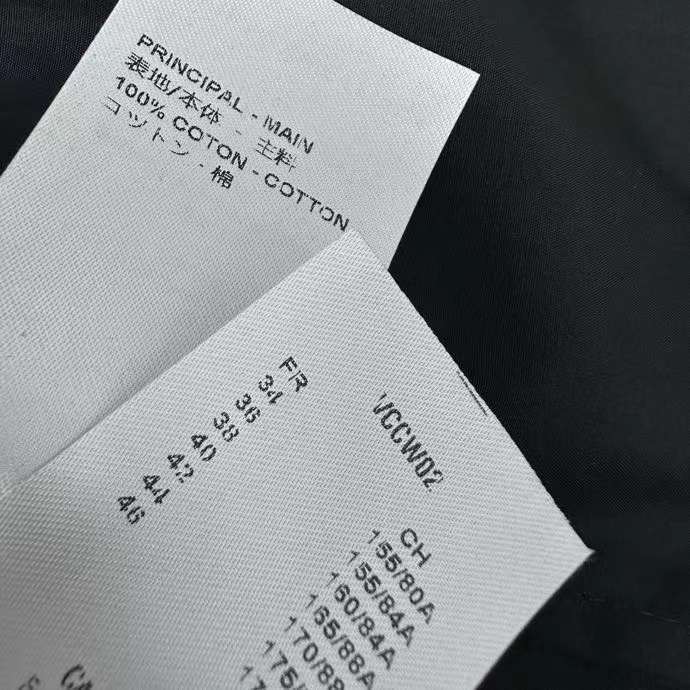 PRINCIPAL - MAIN
表地/本体 - 主料
100% COTON - COTTON
コットン - 棉
VCCW02
FR
34
36
38
40
42
44
46
CH
155/80A
155/84A
160/84A
165/88A
170/88
175/